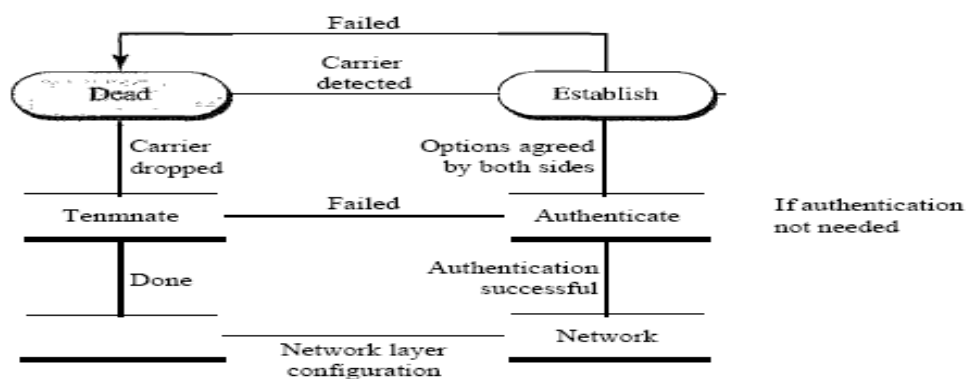 Failed
Carrier
detected
Dead
Establish
Carrier
dropped
Options agreed
by both sides
Tenmnate
Failed
Authenticate
If authentication
not needed
Done
Authentication
successful
Network
Network layer
configuration